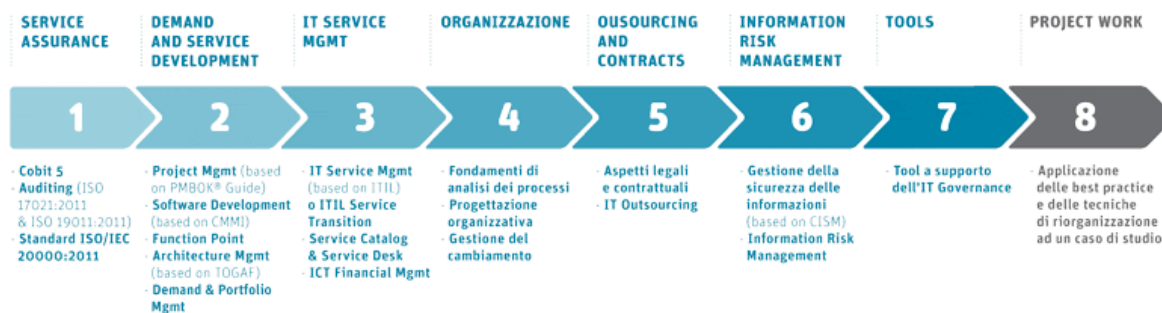 SERVICE
ASSURANCE
DEMAND
AND SERVICE
DEVELOPMENT
IT SERVICE
MGMT
ORGANIZZAZIONE
OUSOURCING
AND
CONTRACTS
INFORMATION
RISK
MANAGEMENT
TOOLS
PROJECT WORK
1
2
3
4
5
6
7
8
· Cobit 5
· Auditing (ISO
17021:2011
& ISO 19011:2011)
· Standard ISO/IEC
20000:2011
· Project Mgmt (based
on PMBOK® Guide)
· Software Development
(based on CMMI)
· Function Point
· Architecture Mgmt
(based on TOGAF)
· Demand & Portfolio
Mgmt
· IT Service Mgmt
(based on ITIL)
o ITIL Service
Transition
· Service Catalog
& Service Desk
· ICT Financial Mgmt
· Fondamenti di
analisi dei processi
· Progettazione
organizzativa
· Gestione del
cambiamento
· Aspetti legali
e contrattuali
· IT Outsourcing
· Gestione della
sicurezza delle
informazioni
(based on CISM)
· Information Risk
Management
· Tool a supporto
dell'IT Governance
· Applicazione
delle best practice
e delle tecniche
di riorganizzazione
ad un caso di studio